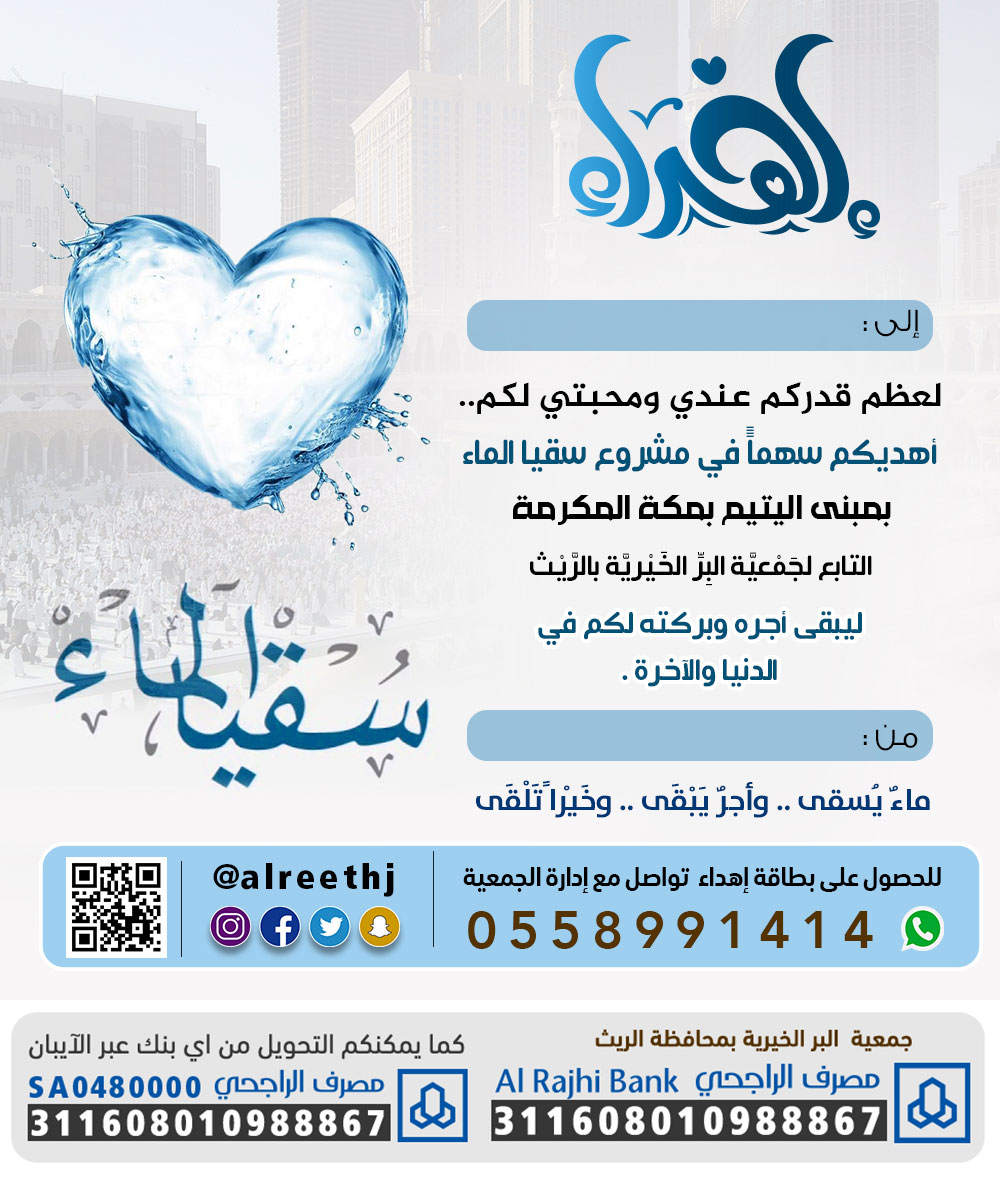 إهداء
إلى :
لعظم قدركم عندي ومحبتي لكم..
أهديكم سهماً في مشروع سقيا الماء
بمبنى اليتيم بمكة المكرمة
التابع لجَمْعيَّة البِرِّ الخَيْريَّة بالرَّيْث
ليبقى أجره وبركته لكم في
الدنيا والآخرة .
سُقيا الماء
من :
ماءٌ يُسقى .. وأجرٌ يَبْقَى .. وخَيْراً تَلْقَى
للحصول على بطاقة إهداء تواصل مع إدارة الجمعية
0558991414
@alreethj
جمعية البر الخيرية بمحافظة الريث
مصرف الراجحي Al Rajhi Bank
311608010988867
كما يمكنكم التحويل من اي بنك عبر الآيبان
مصرف الراجحي SA0480000
311608010988867